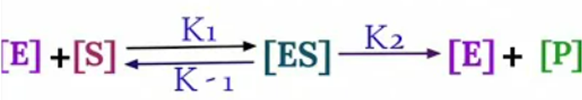 K1
[E] + [S] [ES] K2 [E] + [P]
K-1